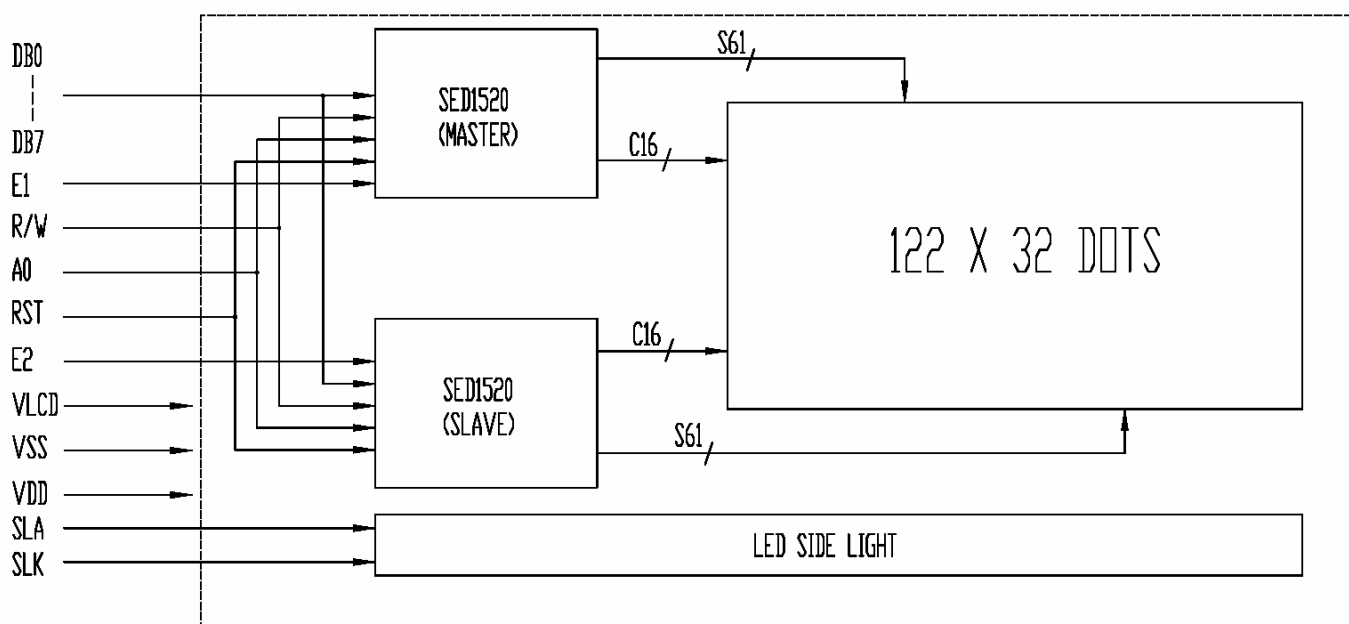 DB0
DB7
E1
R/W
A0
RST
E2
VLCD
VSS
VDD
SLA
SLK
SED1520
(MASTER)
S61
C16
122 X 32 DOTS
SED1520
(SLAVE)
C16
S61
LED SIDE LIGHT